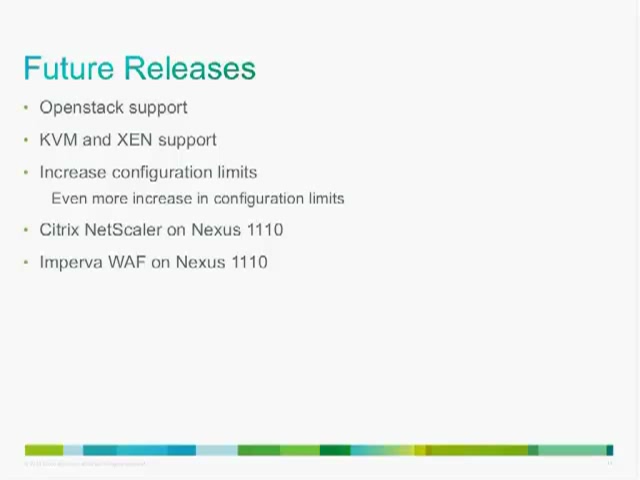 Future Releases
• Openstack support
• KVM and XEN support
• Increase configuration limits
Even more increase in configuration limits
• Citrix NetScaler on Nexus 1110
• Imperva WAF on Nexus 1110